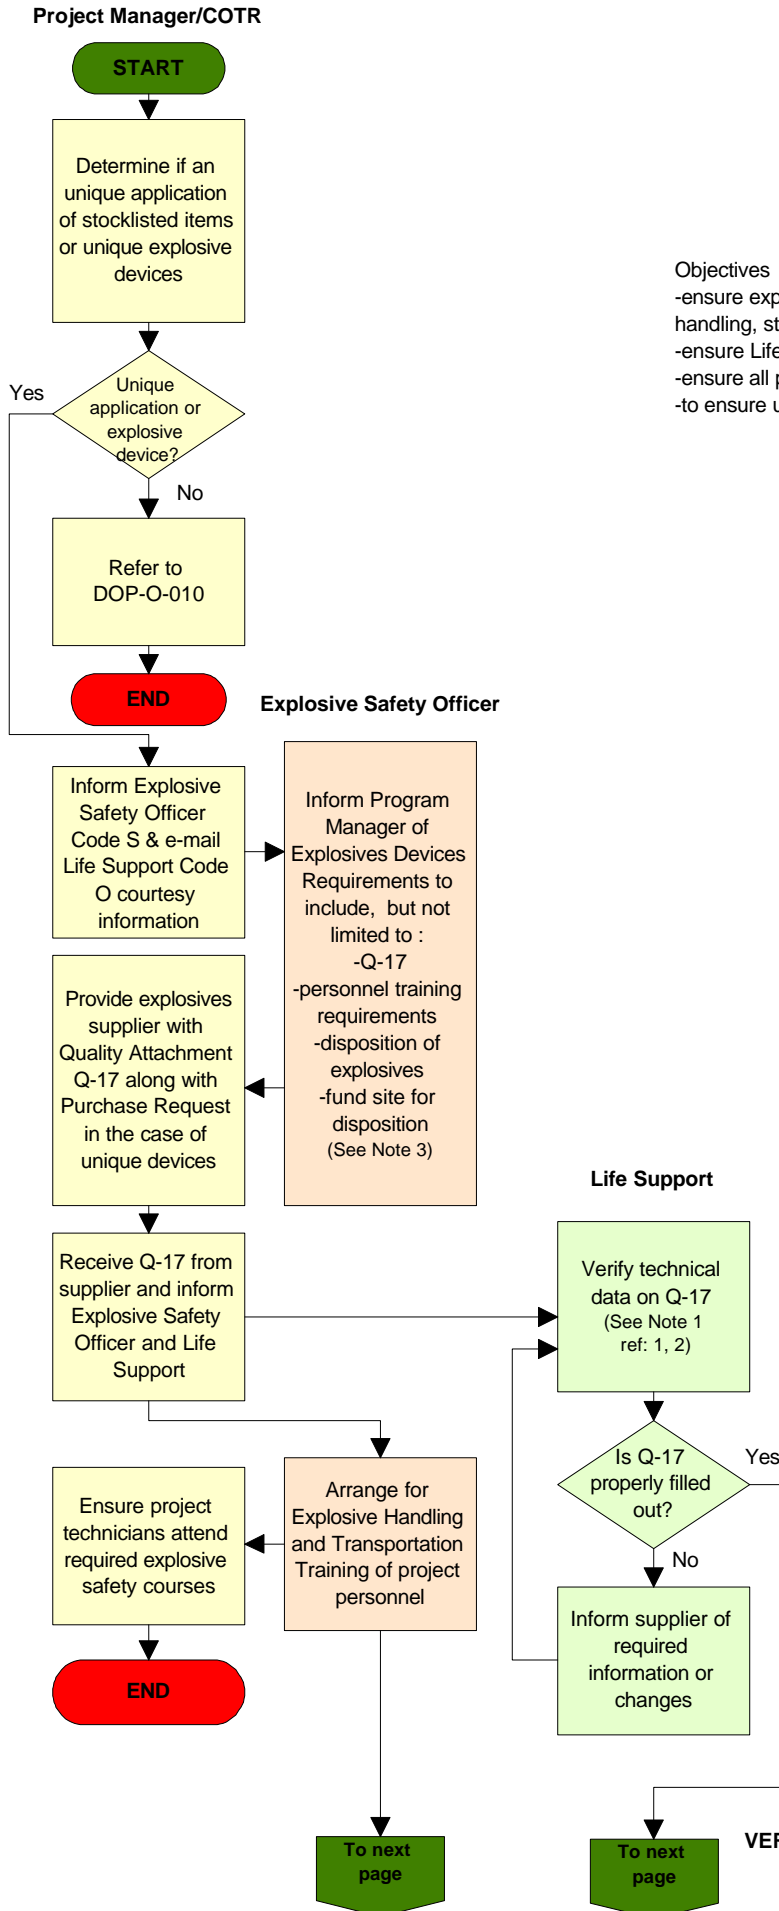 Project Manager/COTR
START
Determine if an
unique application
of stocklisted items
or unique explosive
devices
Objectives
-ensure exp
handling, st
-ensure Life
-ensure all p
-to ensure u
Yes
Unique
application or
explosive
device?
No
Refer to
DOP-O-010
END
Explosive Safety Officer
Inform Explosive
Safety Officer
Code S & e-mail
Life Support Code
O courtesy
information
Inform Program
Manager of
Explosives Devices
Requirements to
include, but not
limited to :
-Q-17
-personnel training
requirements
-disposition of
explosives
-fund site for
disposition
(See Note 3)
Provide explosives
supplier with
Quality Attachment
Q-17 along with
Purchase Request
in the case of
unique devices
Life Support
Receive Q-17 from
supplier and inform
Explosive Safety
Officer and Life
Support
Verify technical
data on Q-17
(See Note 1
ref: 1, 2)
Is Q-17
properly filled
out?
Yes
No
Arrange for
Explosive Handling
and Transportation
Training of project
personnel
Ensure project
technicians attend
required explosive
safety courses
END
Inform supplier of
required
information or
changes
To next
page
To next
page
VER